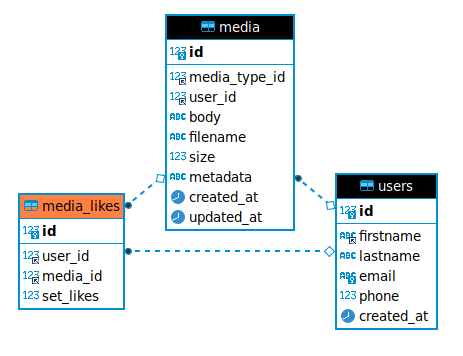 media
123 id
123 media_type_id
123 user_id
ABC body
ABC filename
123 size
ABC metadata
created_at
updated_at
media_likes
123 id
123 user_id
123 media_id
123 set_likes
users
123 id
ABC firstname
ABC lastname
ABC email
123 phone
created_at